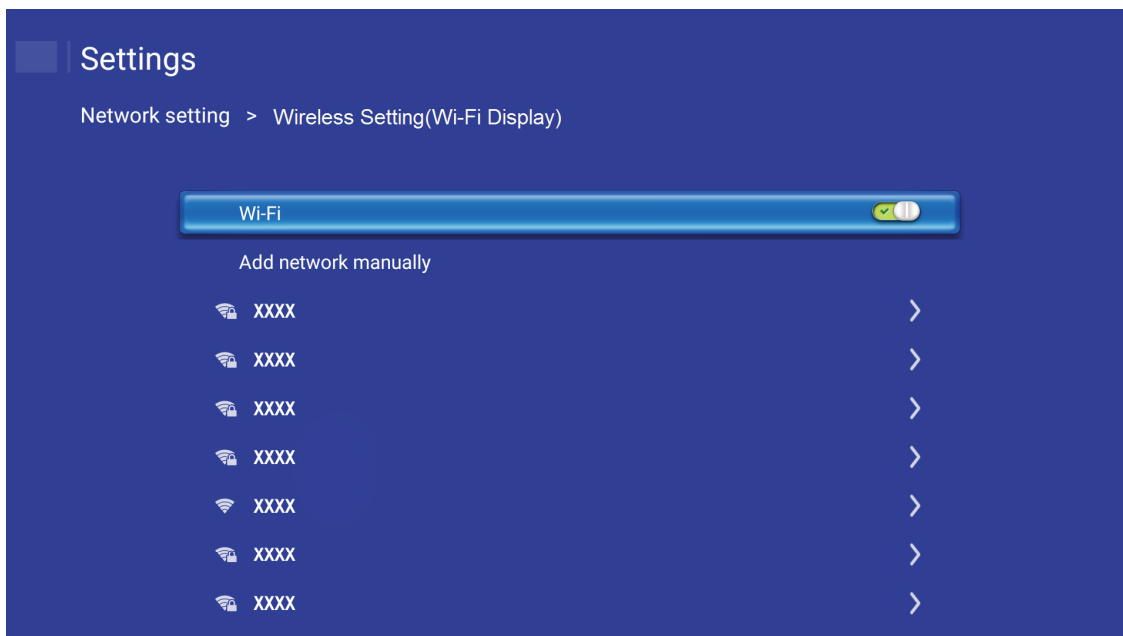 Settings
Network setting > Wireless Setting(Wi-Fi Display)
Wi-Fi
Add network manually
XXXX
XXXX
XXXX
XXXX
XXXX
XXXX
XXXX